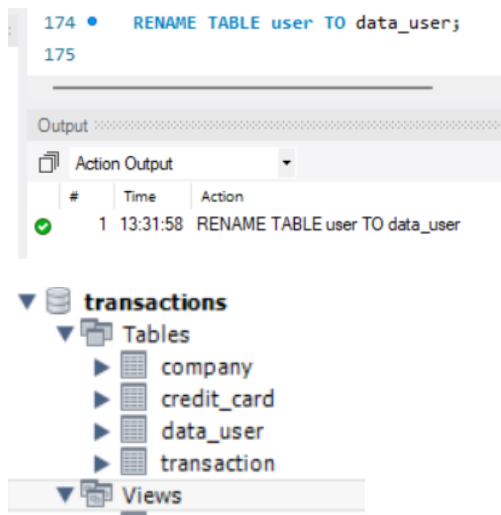 174 RENAME TABLE user TO data_user;
175
Output
Action Output
# Time Action
1 13:31:58 RENAME TABLE user TO data_user
transactions
Tables
company
credit_card
data_user
transaction
Views